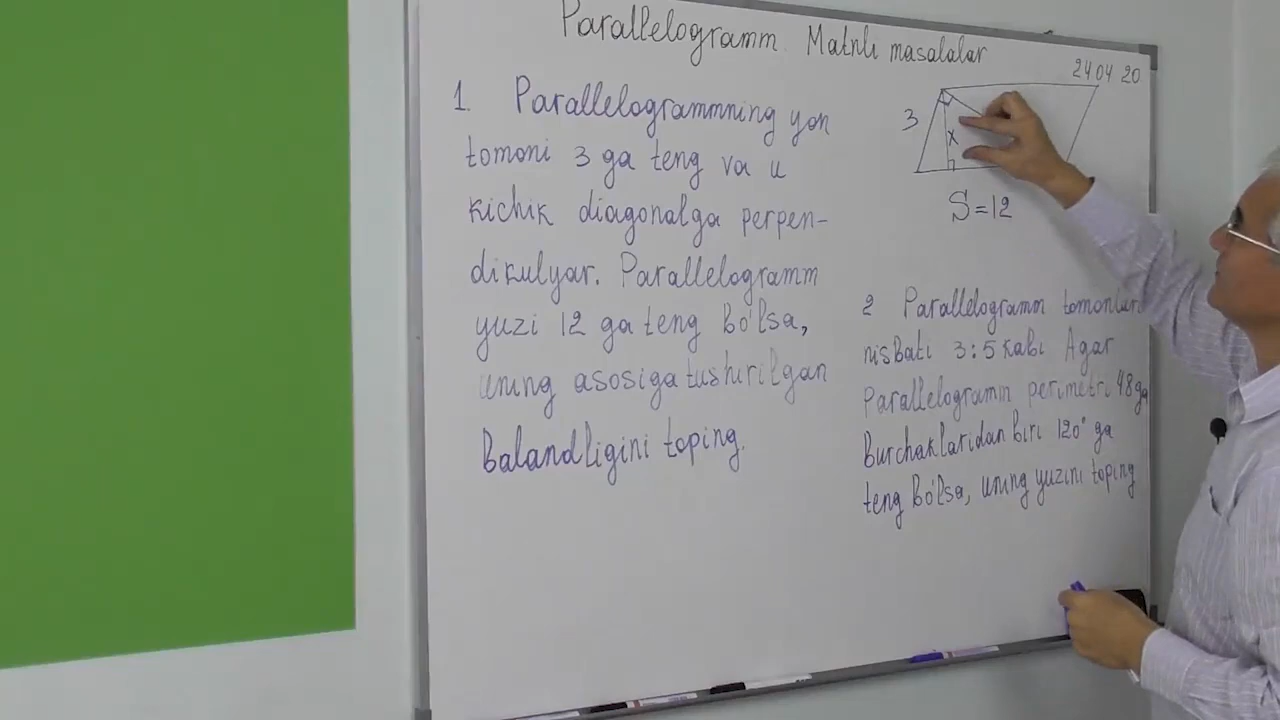 Parallelogramm. Matnli masalalar
24 04 20
1. Parallelogrammning yon
tomoni 3 ga teng va u
kichik diagonalga perpen-
dikulyar. Parallelogramm
yuzi 12 ga teng bo'lsa,
uning asosiga tushirilgan
balandligini toping.
3
x
S=12
2 Parallelogramm tomonlari
nisbati 3:5 kabi Agar
Parallelogramm perimetri 48 ga
burchaklaridan biri 120° ga
teng bo'lsa, uning yuzini toping